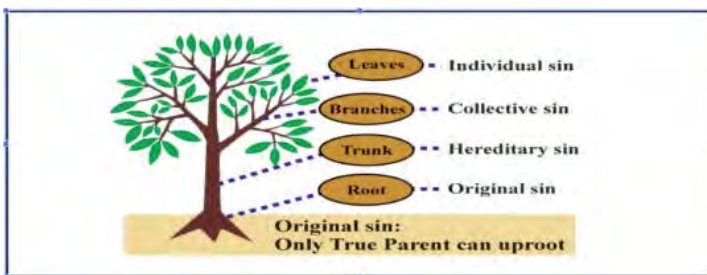 Leaves Individual sin
Branches Collective sin
Trunk Hereditary sin
Root Original sin
Original sin:
Only True Parent can uproot